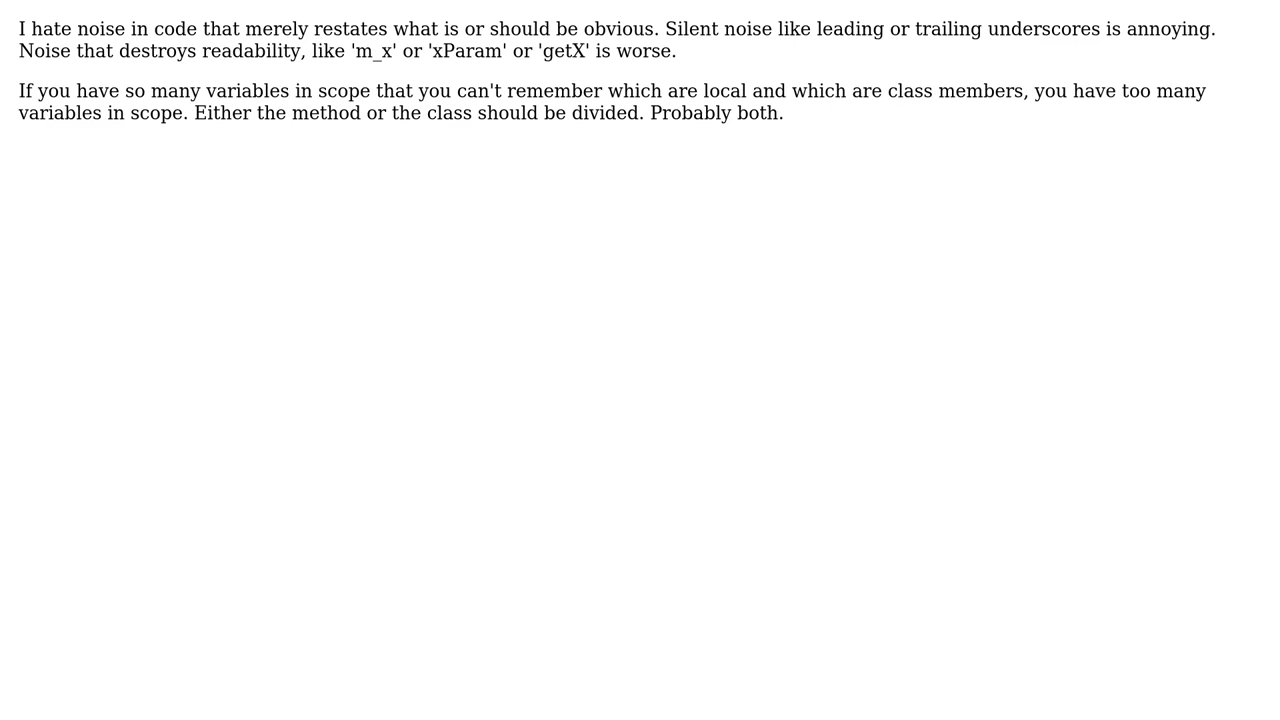 I hate noise in code that merely restates what is or should be obvious. Silent noise like leading or trailing underscores is annoying.
Noise that destroys readability, like 'm_x' or 'xParam' or 'getX' is worse.
If you have so many variables in scope that you can't remember which are local and which are class members, you have too many
variables in scope. Either the method or the class should be divided. Probably both.